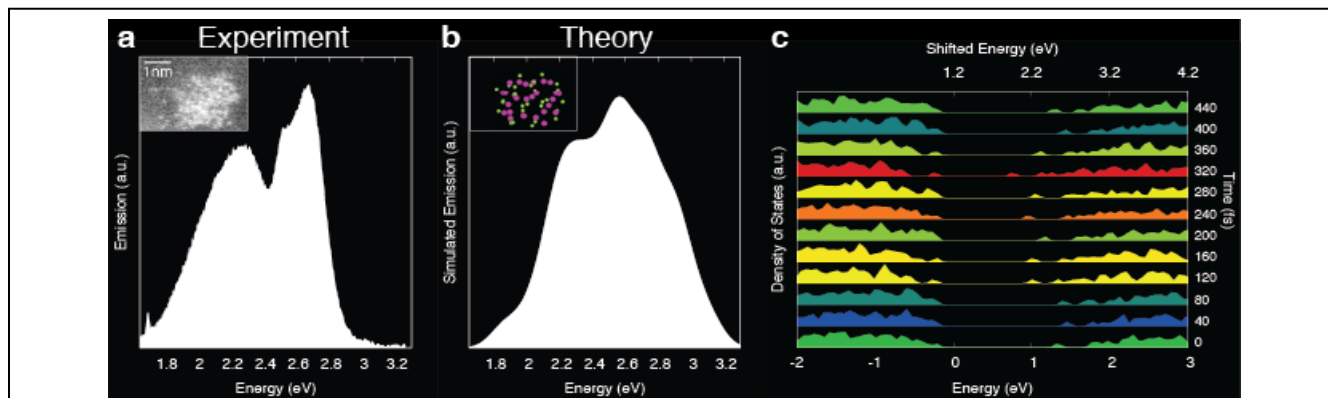 a Experiment
1nm
Emission (a.u.)
1.8 2 2.2 2.4 2.6 2.8 3 3.2
Energy (eV)
b Theory
Simulated Emission (a.u.)
1.8 2 2.2 2.4 2.6 2.8 3 3.2
Energy (eV)
c
Shifted Energy (eV)
1.2 2.2 3.2 4.2
Density of States (a.u.)
440
400
360
320
280
240
200
160
120
80
40
0
Time (fs)
-2 -1 0 1 2 3
Energy (eV)